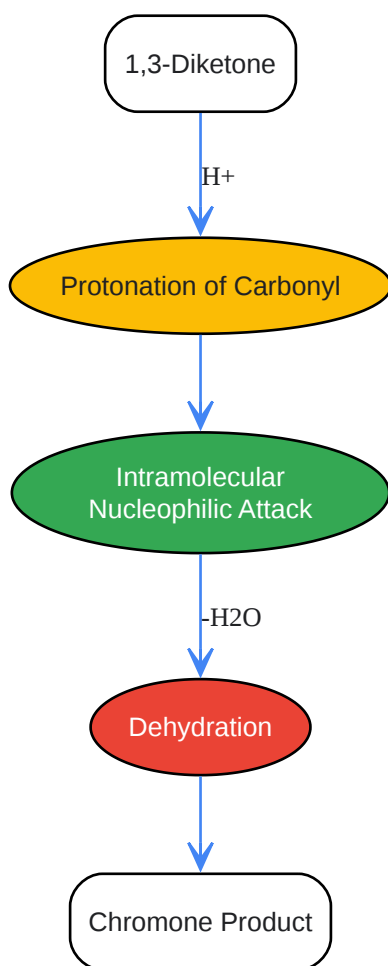 1,3-Diketone
H+
Protonation of Carbonyl
Intramolecular
Nucleophilic Attack
-H2O
Dehydration
Chromone Product